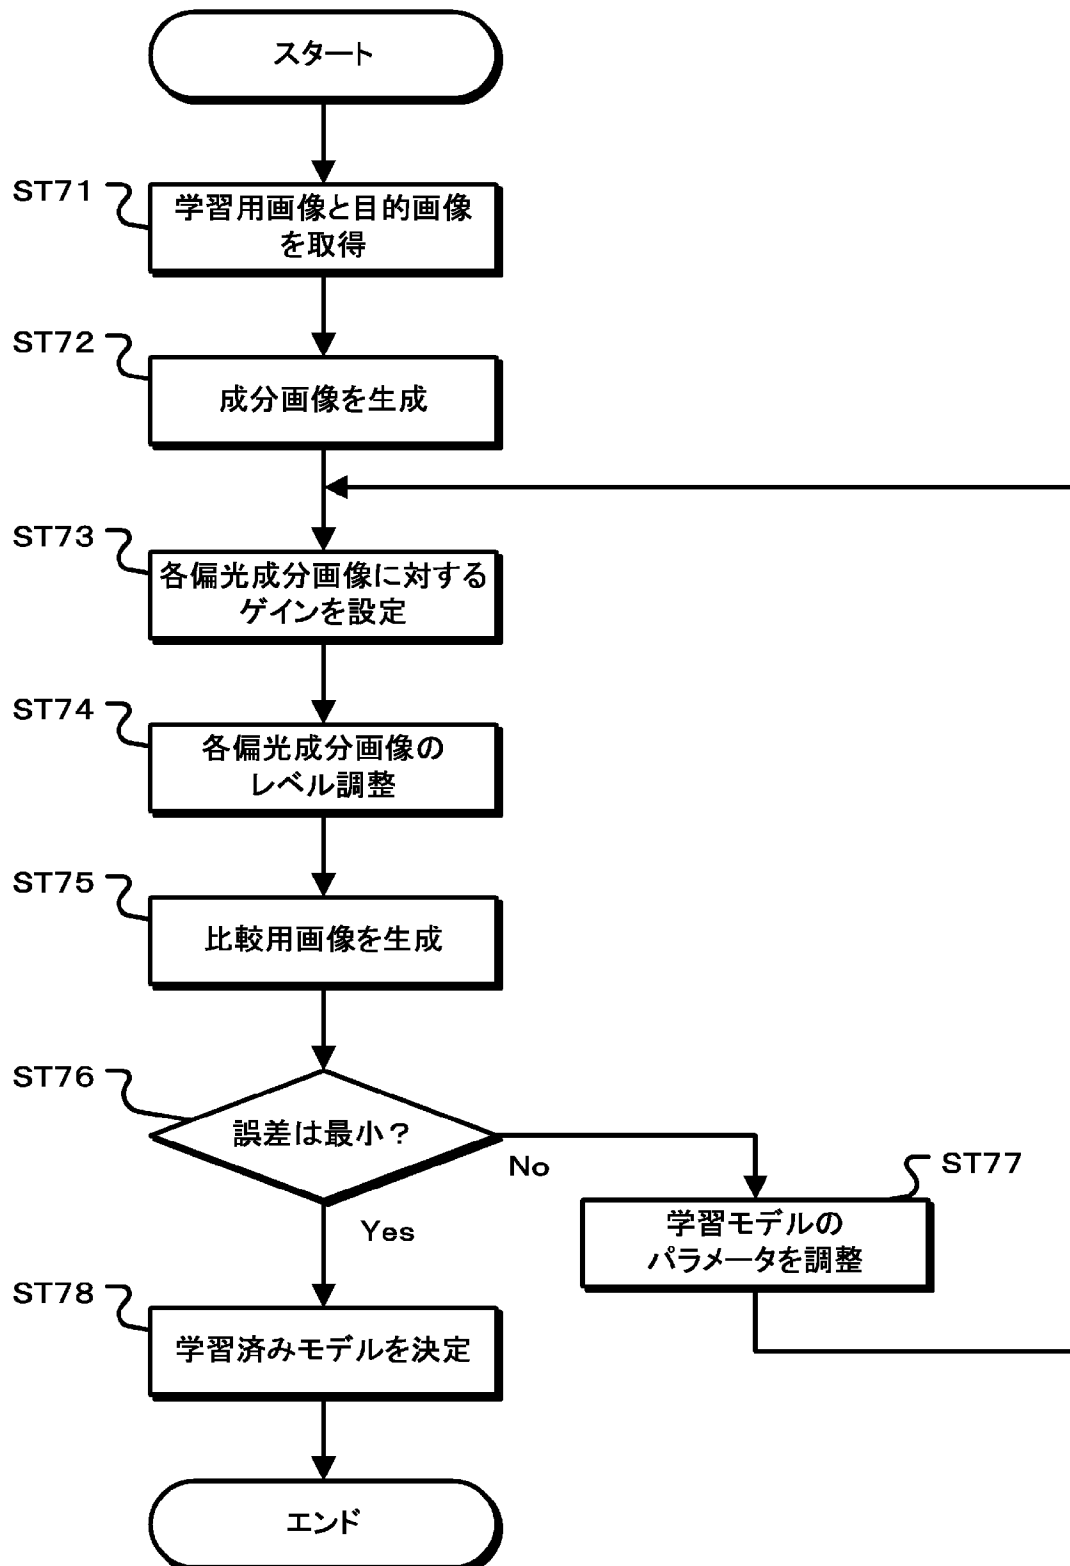 スタート
ST71
学習用画像と目的画像
を取得
ST72
成分画像を生成
ST73
各偏光成分画像に対する
ゲインを設定
ST74
各偏光成分画像の
レベル調整
ST75
比較用画像を生成
ST76
誤差は最小？
No
ST77
学習モデルの
パラメータを調整
Yes
ST78
学習済みモデルを決定
エンド